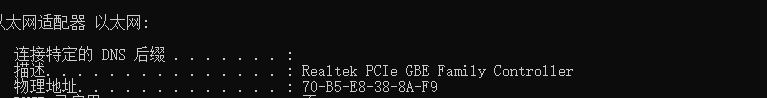 以太网适配器 以太网:
连接特定的 DNS 后缀 . . . . . . . :
描述. . . . . . . . . . . . . . . : Realtek PCIe GBE Family Controller
物理地址. . . . . . . . . . . . . : 70-B5-E8-38-8A-F9